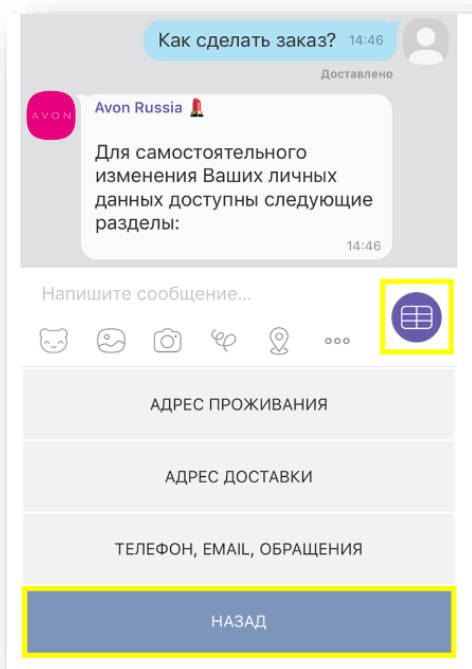 Как сделать заказ? 14:46
Доставлено
AVON
Avon Russia
Для самостоятельного
изменения Ваших личных
данных доступны следующие
разделы:
14:46
Напишите сообщение...
АДРЕС ПРОЖИВАНИЯ
АДРЕС ДОСТАВКИ
ТЕЛЕФОН, EMAIL, ОБРАЩЕНИЯ
НАЗАД